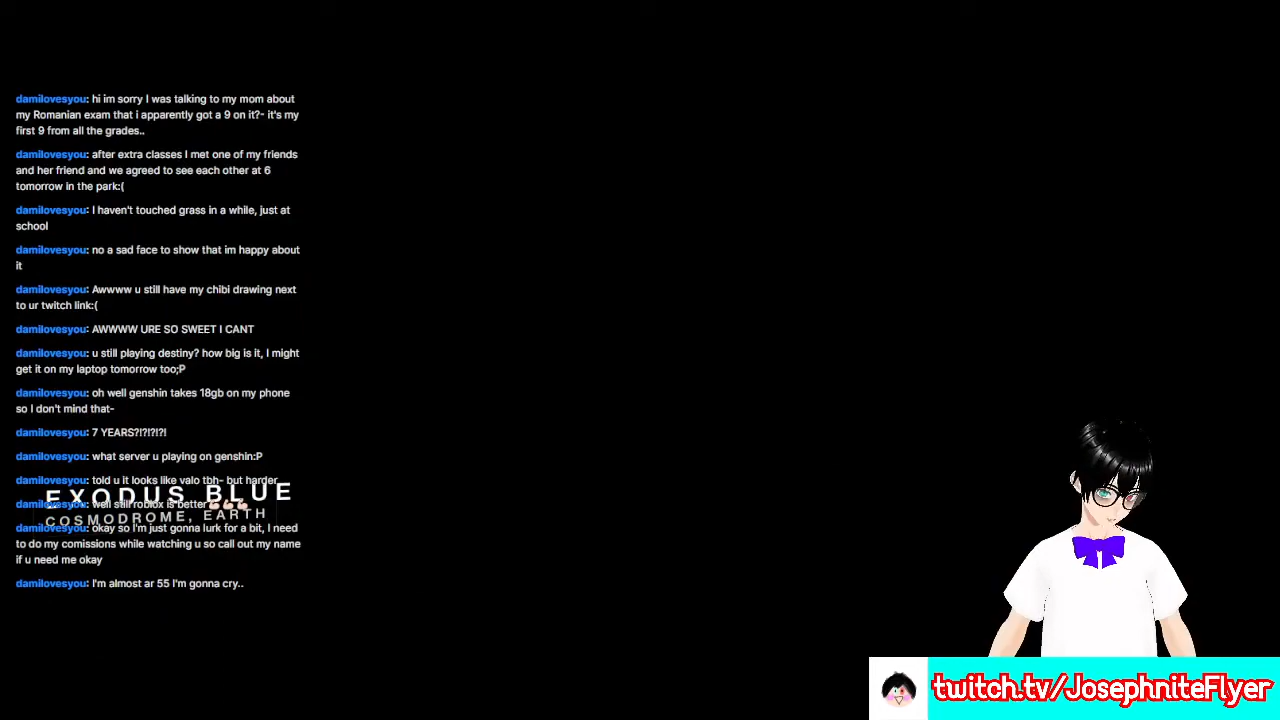 damilovesyou: hi im sorry I was talking to my mom about
my Romanian exam that i apparently got a 9 on it?- it's my
first 9 from all the grades..
damilovesyou: after extra classes I met one of my friends
and her friend and we agreed to see each other at 6
tomorrow in the park:(
damilovesyou: I haven't touched grass in a while, just at
school
damilovesyou: no a sad face to show that im happy about
it
damilovesyou: Awwww u still have my chibi drawing next
to ur twitch link:(
damilovesyou: AWWWW URE SO SWEET I CANT
damilovesyou: u still playing destiny? how big is it, I might
get it on my laptop tomorrow too;P
damilovesyou: oh well genshin takes 18gb on my phone
so I don't mind that-
damilovesyou: 7 YEARS?!?!?!?!
damilovesyou: what server u playing on genshin:P
damilovesyou: told u it looks like valo tbh- but harder
EXODUS BLUE
damilovesyou: well still roblox is better
COSMODROME, EARTH
damilovesyou: okay so I'm just gonna lurk for a bit, I need
to do my comissions while watching u so call out my name
if u need me okay
damilovesyou: I'm almost ar 55 I'm gonna cry..
twitch.tv/JosephniteFlyer